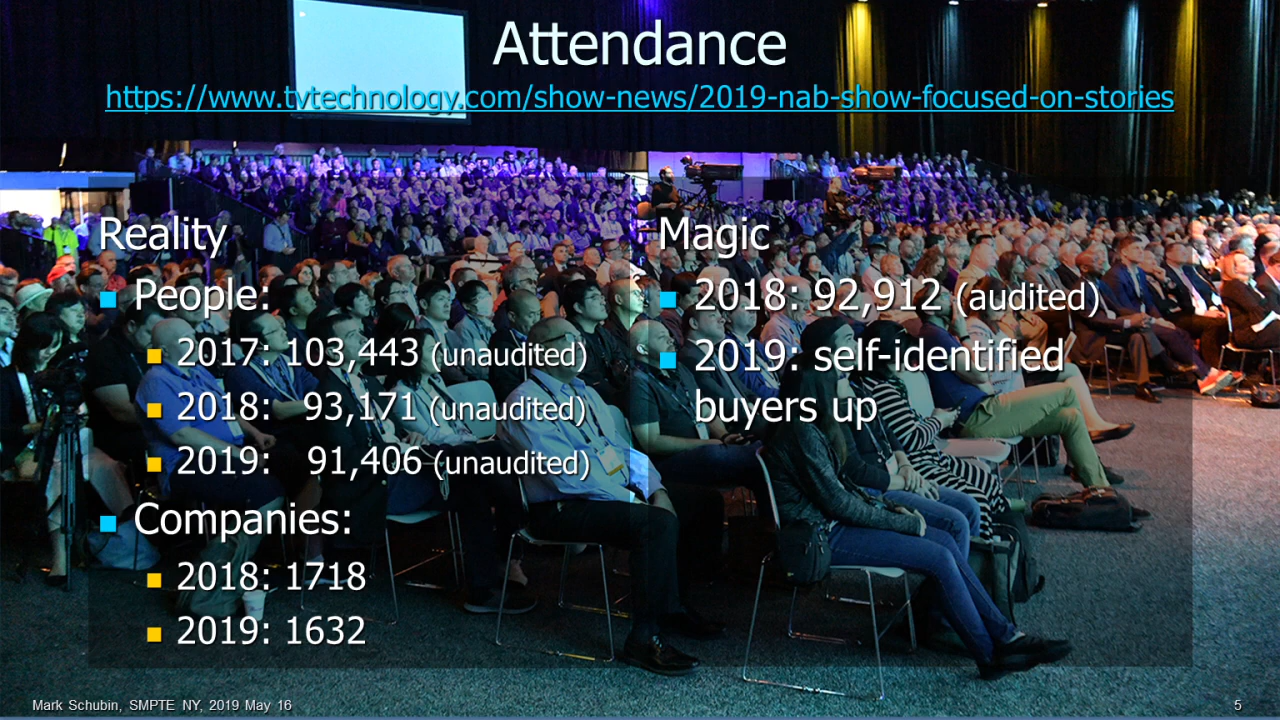 Attendance
https://www.tvtechnology.com/show-news/2019-nab-show-focused-on-stories
Reality
People:
2017: 103,443 (unaudited)
2018: 93,171 (unaudited)
2019: 91,406 (unaudited)
Companies:
2018: 1718
2019: 1632
Magic
2018: 92,912 (audited)
2019: self-identified
buyers up
Mark Schubin, SMPTE NY, 2019 May 16
5